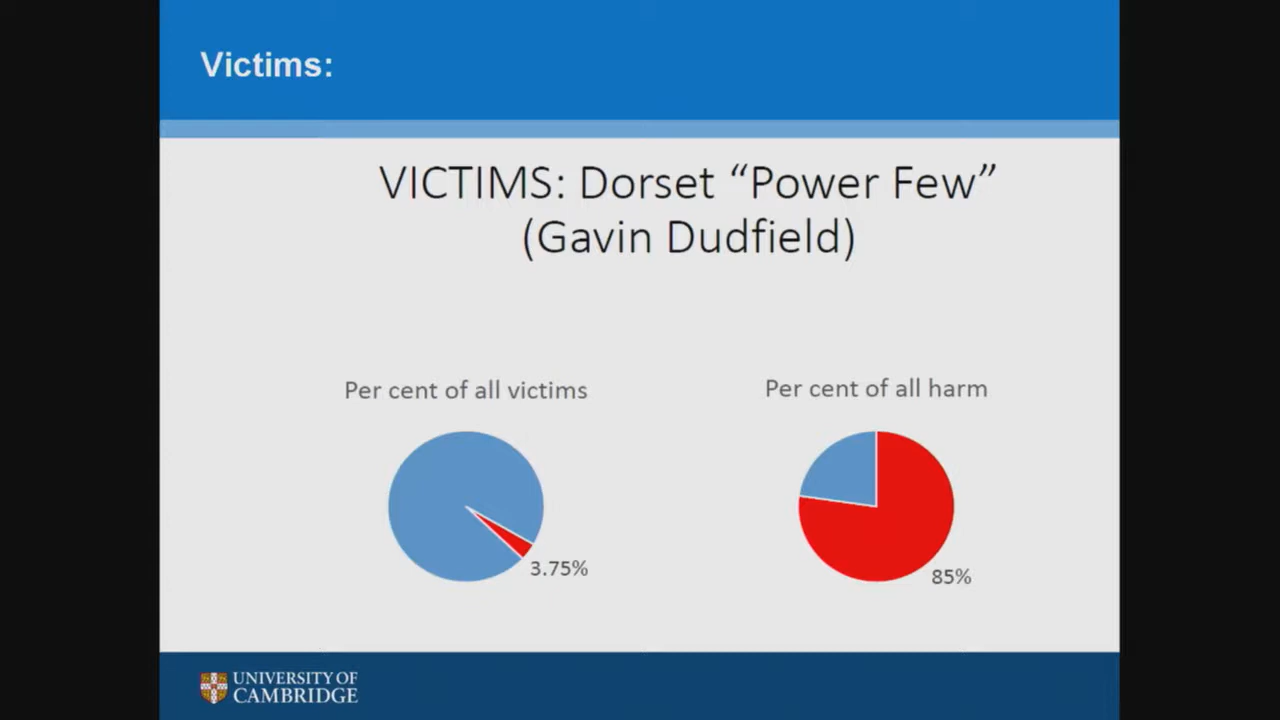 Victims:
VICTIMS: Dorset “Power Few”
(Gavin Dudfield)
Per cent of all victims
Per cent of all harm
3.75%
85%
UNIVERSITY OF
CAMBRIDGE